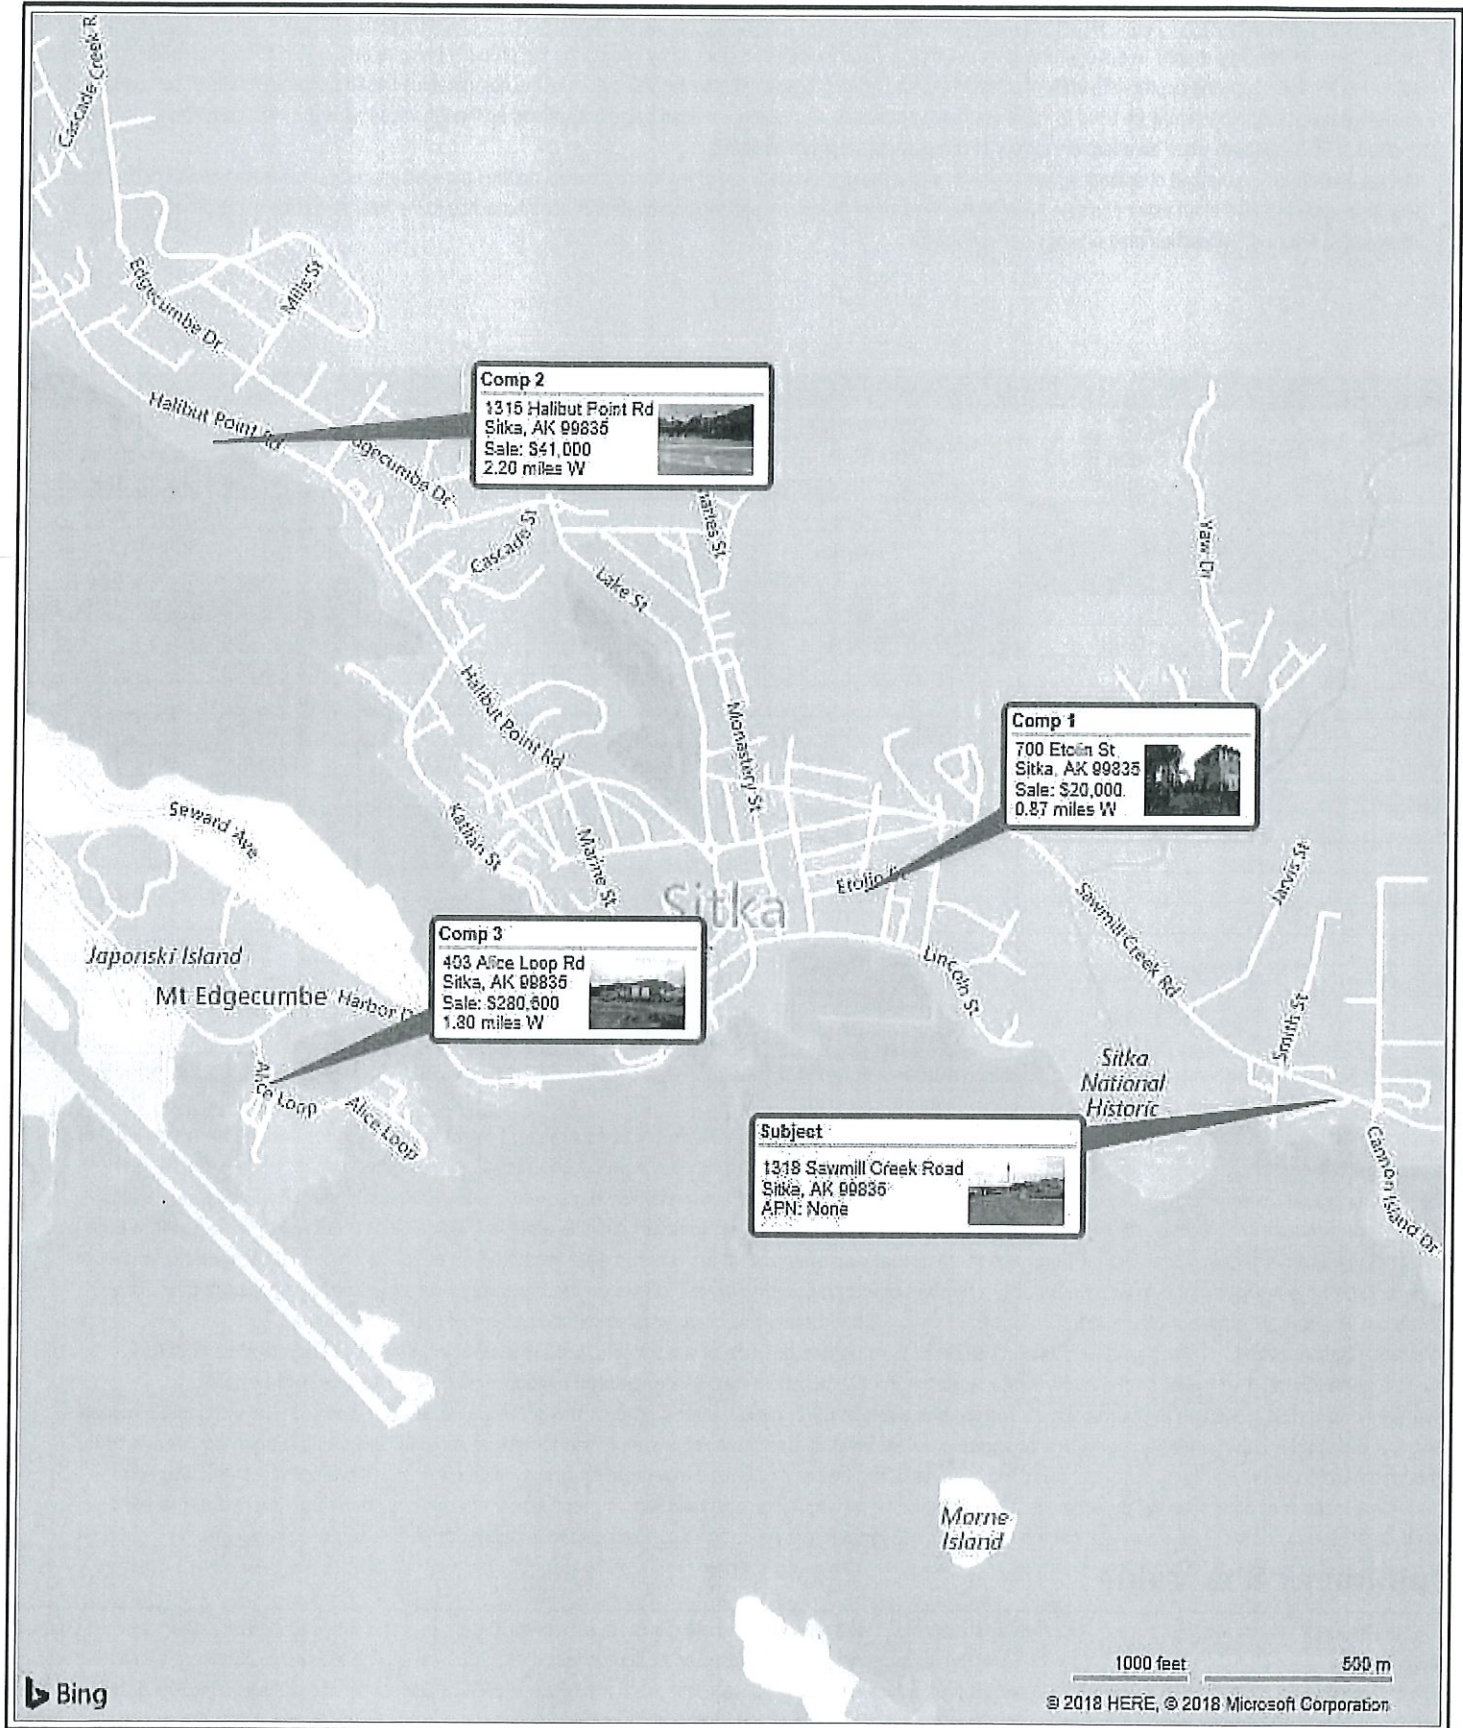 Cascade Creek R
Mills St
Edgecumbe Dr
Comp 2
1315 Halibut Point Rd
Sitka, AK 99835
Sale: $41,000
2.20 miles W
Halibut Point Rd
dgecumbe Dr
harles St
Cascade St
Lake St
Yaw Dr
Halibut Point Rd
Monastery St
Comp 1
700 Etolin St
Sitka, AK 99835
Sale: $20,000
0.87 miles W
Seward Ave
Katlian St
Marine St
Etolin St
Jarvis St
Sitka
Sawmill Creek Rd
Comp 3
403 Alice Loop Rd
Sitka, AK 99835
Sale: $280,600
1.80 miles W
Japonski Island
Mt Edgecumbe
Harbor D
Lincoln St
Smith St
Sitka
National
Historic
Alice Loop
Alice Loop
Subject
1318 Sawmill Creek Road
Sitka, AK 99835
APN: None
Cannon Island Dr
Morne
Island
1000 feet
500 m
Bing
© 2018 HERE, © 2018 Microsoft Corporation